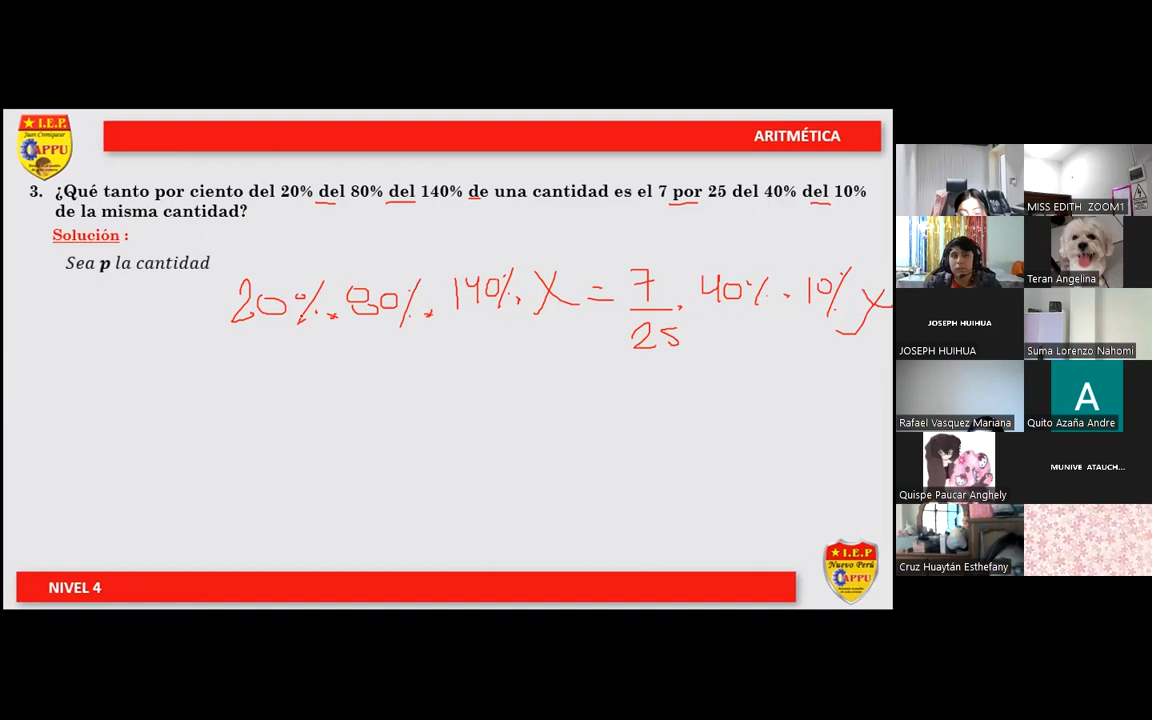 I.E.P.
Juan Croniqueur
CAPPU
ARITMÉTICA
3. ¿Qué tanto por ciento del 20% del 80% del 140% de una cantidad es el 7 por 25 del 40% del 10%
de la misma cantidad?
Solución :
Sea p la cantidad
20% . 80% . 140% . X = 7/25 . 40% . 10% X
NIVEL 4
I.E.P
Nuevo Perú
CAPPU
MISS EDITH ZOOM1
Teran Angelina
JOSEPH HUIHUA
JOSEPH HUIHUA
Suma Lorenzo Nahomi
Rafael Vasquez Mariana
A
Quito Azaña Andre
Quispe Paucar Anghely
MUNIVE ATAUCH...
Cruz Huaytán Esthefany